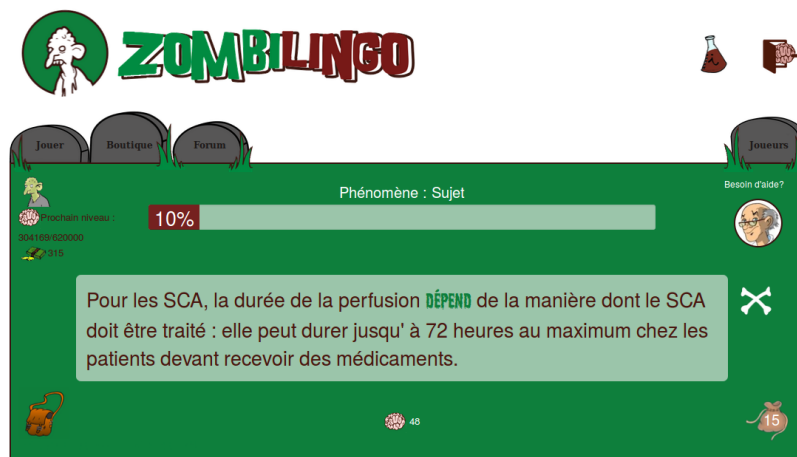 ZOMBILINGO
Jouer
Boutique
Forum
Joueurs
Phénomène : Sujet
Besoin d'aide?
Prochain niveau :
10%
304169/620000
315
Pour les SCA, la durée de la perfusion DÉPEND de la manière dont le SCA
doit être traité : elle peut durer jusqu' à 72 heures au maximum chez les
patients devant recevoir des médicaments.
48
15